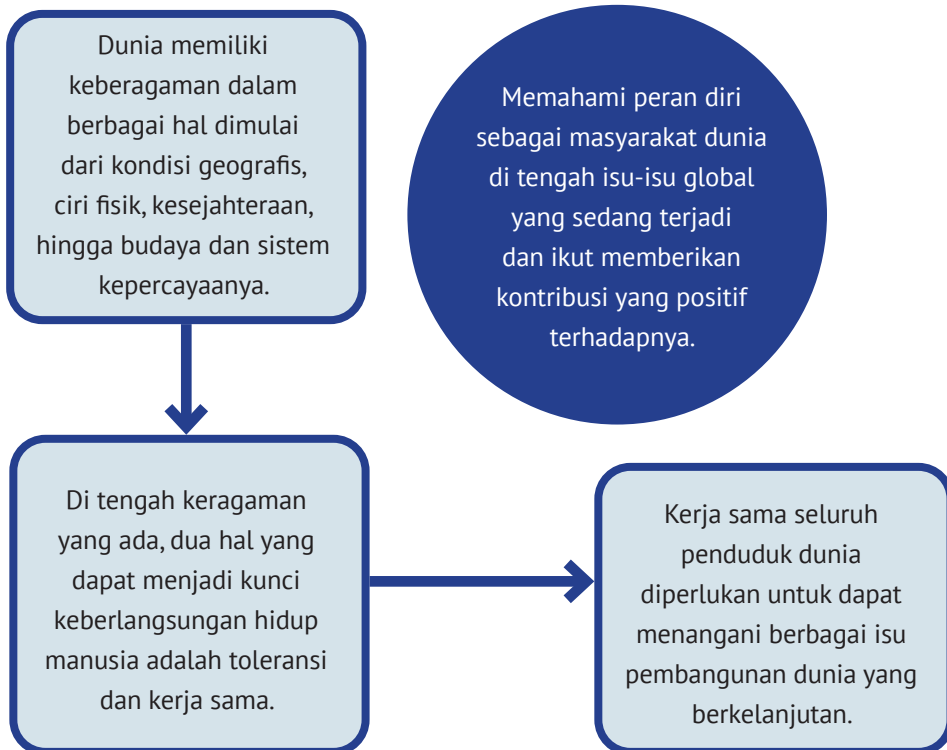 Dunia memiliki
keberagaman dalam
berbagai hal dimulai
dari kondisi geografis,
ciri fisik, kesejahteraan,
hingga budaya dan sistem
kepercayaanya.
Memahami peran diri
sebagai masyarakat dunia
di tengah isu-isu global
yang sedang terjadi
dan ikut memberikan
kontribusi yang positif
terhadapnya.
Di tengah keragaman
yang ada, dua hal yang
dapat menjadi kunci
keberlangsungan hidup
manusia adalah toleransi
dan kerja sama.
Kerja sama seluruh
penduduk dunia
diperlukan untuk dapat
menangani berbagai isu
pembangunan dunia yang
berkelanjutan.